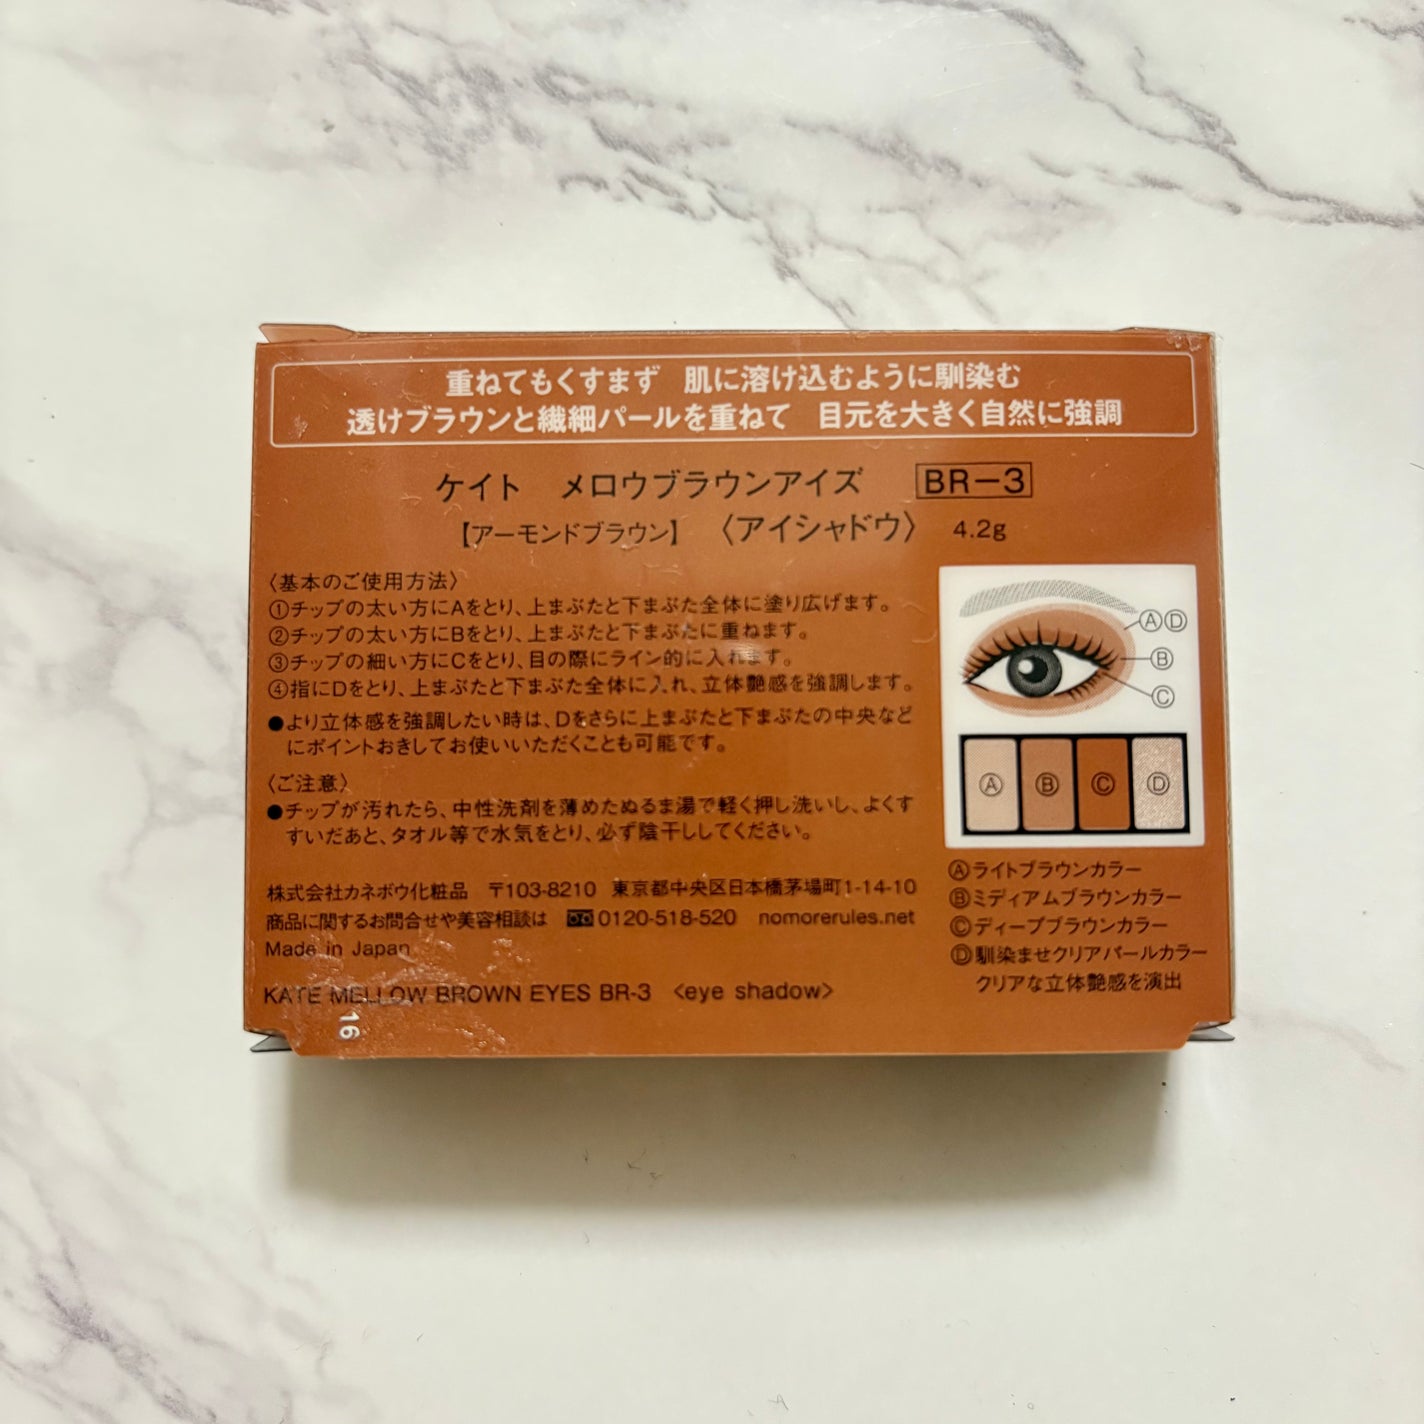 重ねてもくすまず 肌に溶け込むように馴染む
透けブラウンと繊細パールを重ねて 目元を大きく自然に強調
ケイト メロウブラウンアイズ BR-3
【アーモンドブラウン】 〈アイシャドウ〉 4.2g
〈基本のご使用方法〉
①チップの太い方にAをとり、上まぶたと下まぶた全体に塗り広げます。
②チップの太い方にBをとり、上まぶたと下まぶたに重ねます。
③チップの細い方にCをとり、目の際にライン的に入れます。
④指にDをとり、上まぶたと下まぶた全体に入れ、立体艶感を強調します。
●より立体感を強調したい時は、Dをさらに上まぶたと下まぶたの中央など
にポイントおきしてお使いいただくことも可能です。
〈ご注意〉
●チップが汚れたら、中性洗剤を薄めたぬるま湯で軽く押し洗いし、よくす
すいだあと、タオル等で水気をとり、必ず陰干ししてください。
株式会社カネボウ化粧品 〒103-8210 東京都中央区日本橋茅場町1-14-10
商品に関するお問合せや美容相談は 0120-518-520 nomorerules.net
Made in Japan
KATE MELLOW BROWN EYES BR-3 <eye shadow>
16
Ⓐ Ⓓ
Ⓑ
Ⓒ
Ⓐ Ⓑ Ⓒ Ⓓ
Ⓐライトブラウンカラー
Ⓑミディアムブラウンカラー
Ⓒディープブラウンカラー
Ⓓ馴染ませクリアパールカラー
クリアな立体艶感を演出